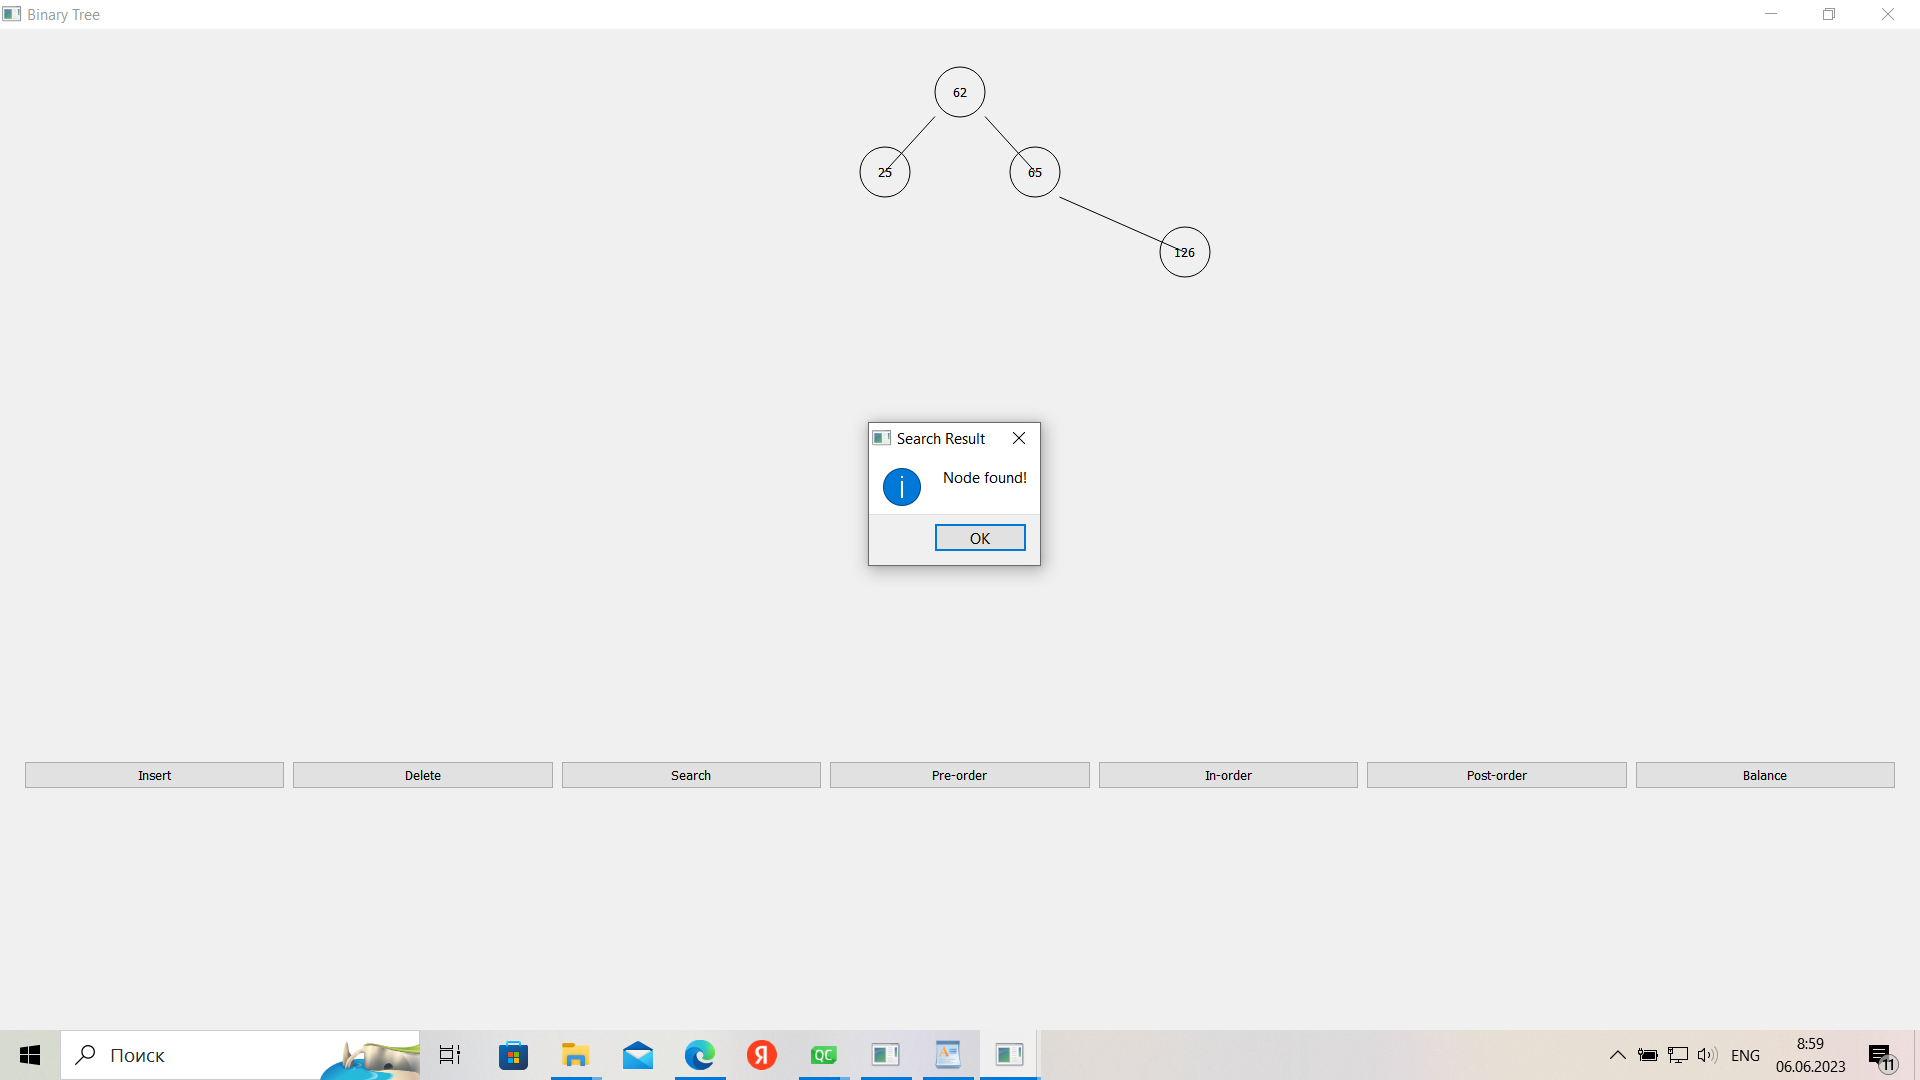 Binary Tree
62
25
65
126
Search Result
Node found!
OK
Insert
Delete
Search
Pre-order
In-order
Post-order
Balance
Поиск
Я
QC
A
ENG
8:59
06.06.2023
11